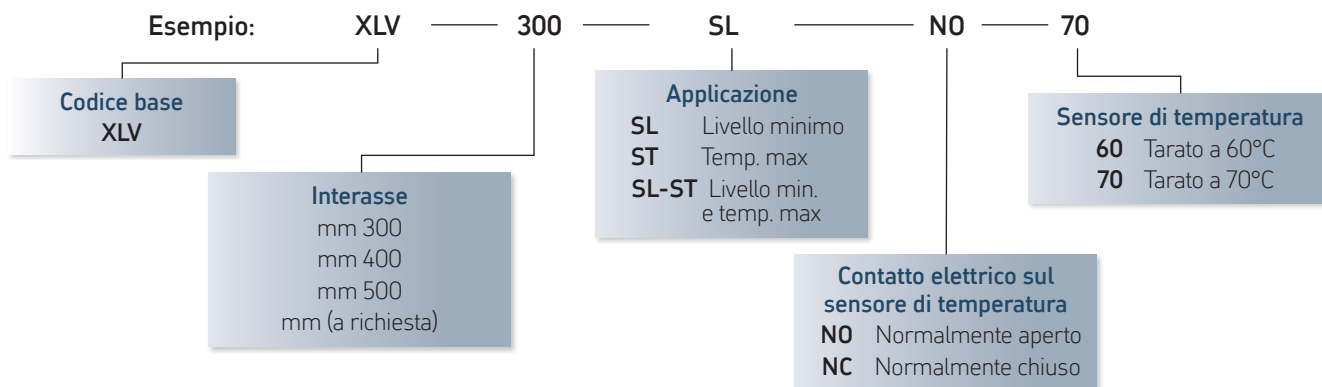 Esempio: XLV 300 SL NO 70
Codice base
XLV
Interasse
mm 300
mm 400
mm 500
mm (a richiesta)
Applicazione
SL Livello minimo
ST Temp. max
SL-ST Livello min.
e temp. max
Contatto elettrico sul
sensore di temperatura
NO Normalmente aperto
NC Normalmente chiuso
Sensore di temperatura
60 Tarato a 60°C
70 Tarato a 70°C